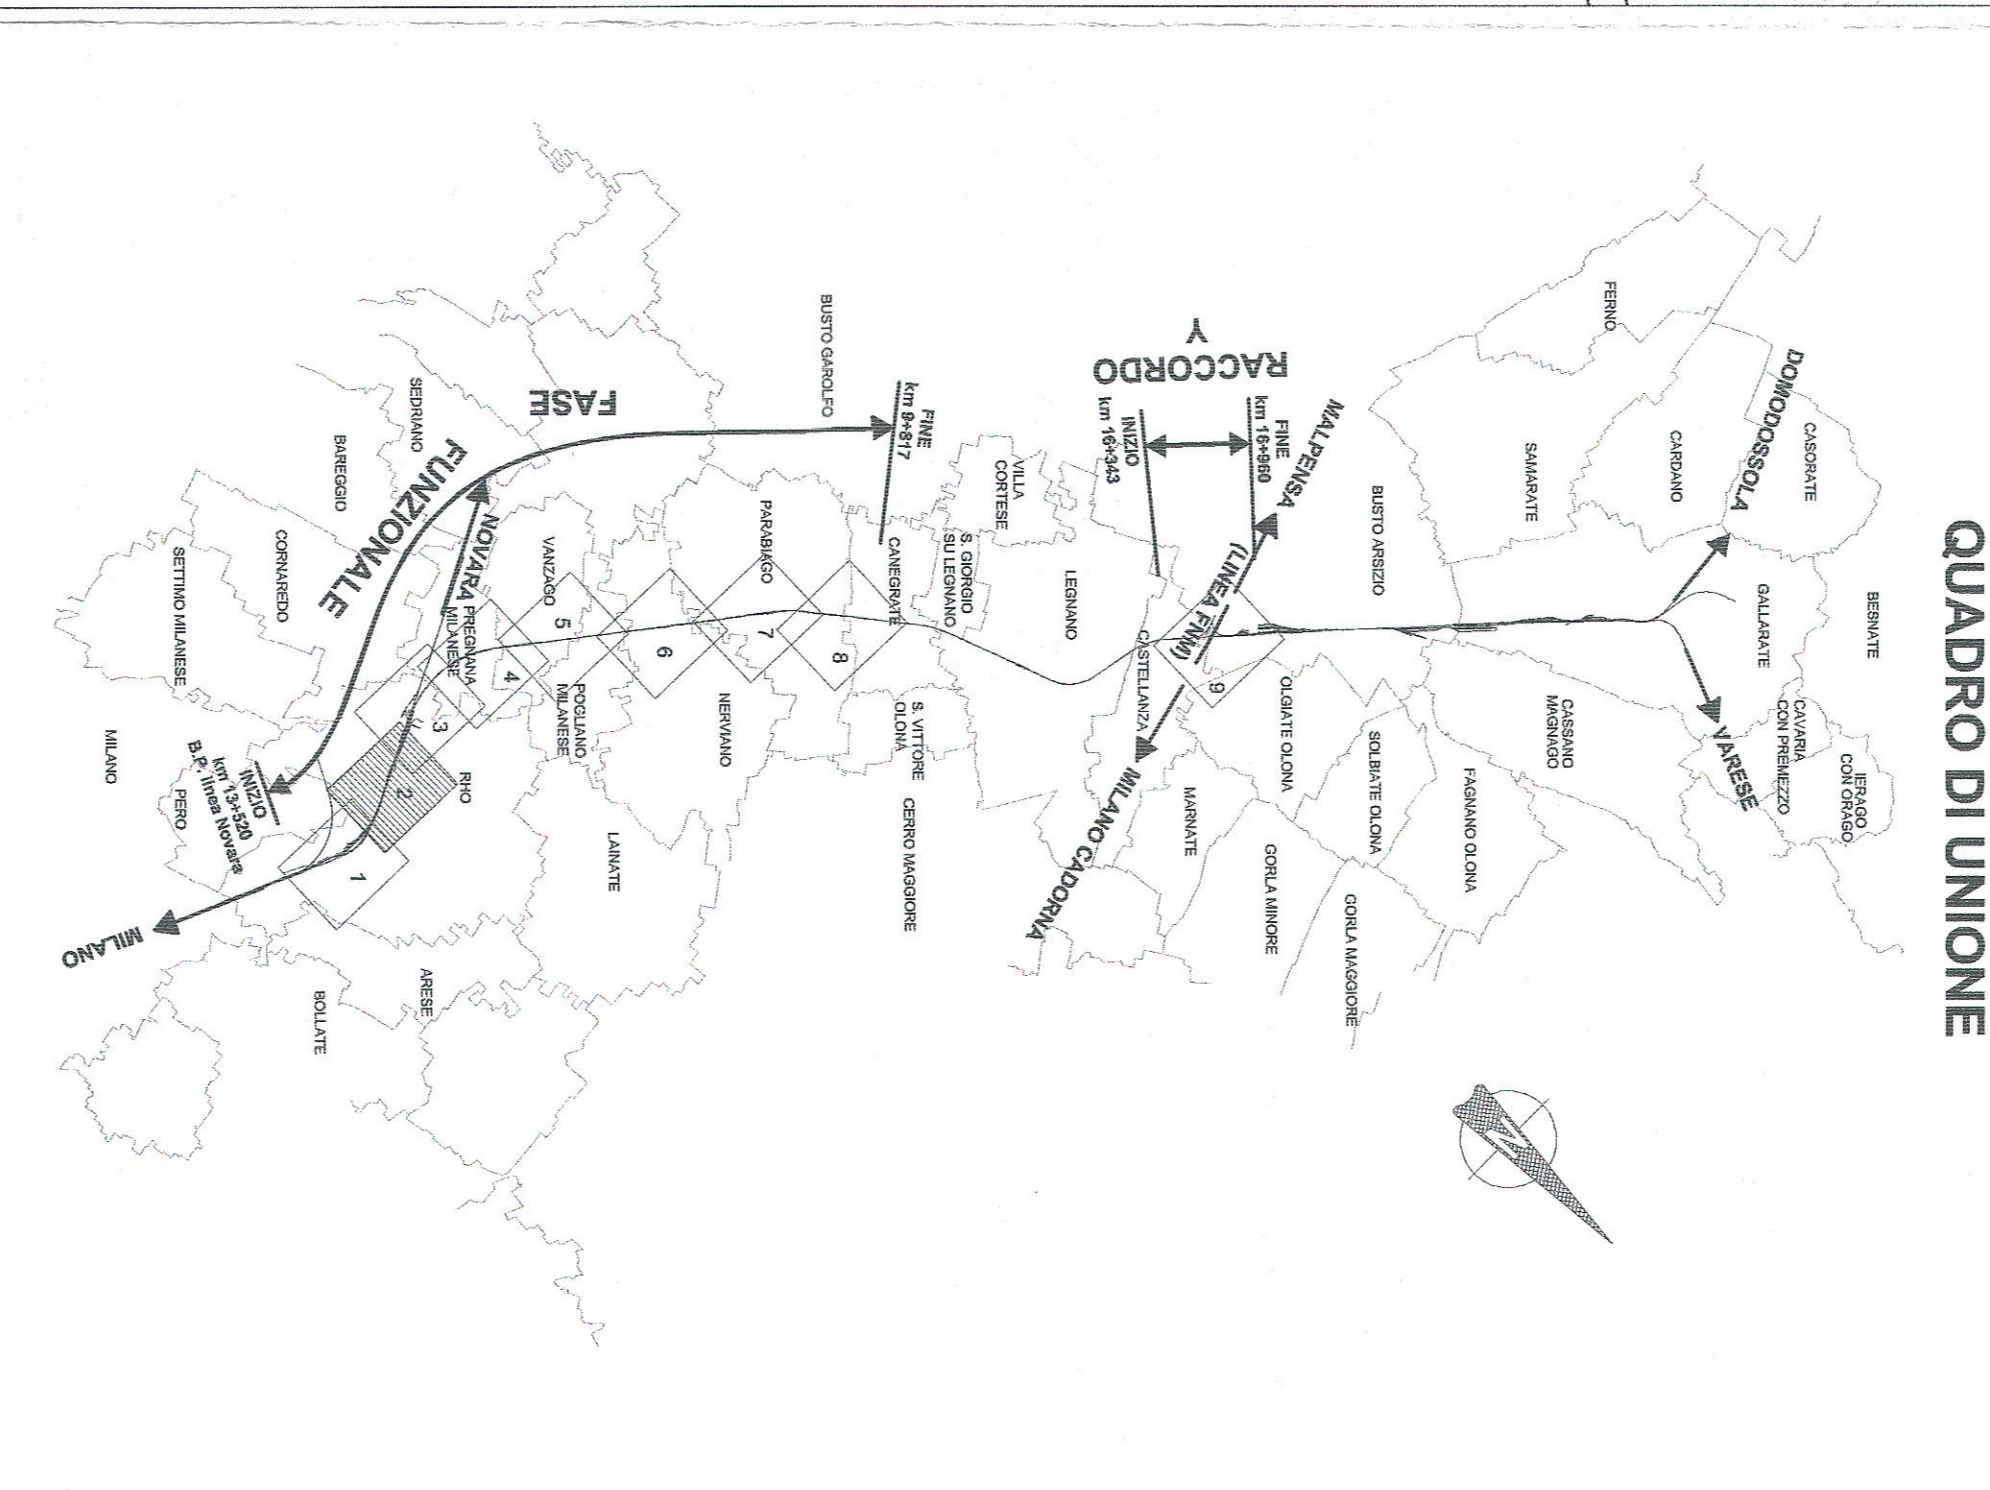 QUADRO DI UNIONE
BESNATE
IERAGO
CON ORAGO
CAVARIA
CON PREMEZZO
CASORATE
DOMODOSSOLA
GALLARATE
VARESE
CARDANO
FERNO
SAMARATE
CASSANO
MAGNAGO
FAGNANO OLONA
BUSTO ARSIZIO
SOLBIATE OLONA
GORLA MAGGIORE
MALPENSA
(LINEA FNM)
OLGIATE OLONA
GORLA MINORE
FINE
km 16+960
RACCORDO
Y
INIZIO
km 16+343
9
MARNATE
CASTELLANZA
MILANO CADORNA
LEGNANO
VILLA
CORTESE
S. GIORGIO
SU LEGNANO
FINE
km 9+817
CANEGRATE
S. VITTORE
OLONA
CERRO MAGGIORE
BUSTO GAROLFO
8
PARABIAGO
7
NERVIANO
6
FASE
FUNZIONALE
LAINATE
POGLIANO
MILANESE
5
VANZAGO
4
NOVARA
PREGNANA
MILANESE
3
RHO
2
SEDRIANO
ARESE
1
BAREGGIO
BOLLATE
CORNAREDO
INIZIO
km 13+520
B.P. linea Novara
SETTIMO MILANESE
PERO
MILANO
MILANO
N